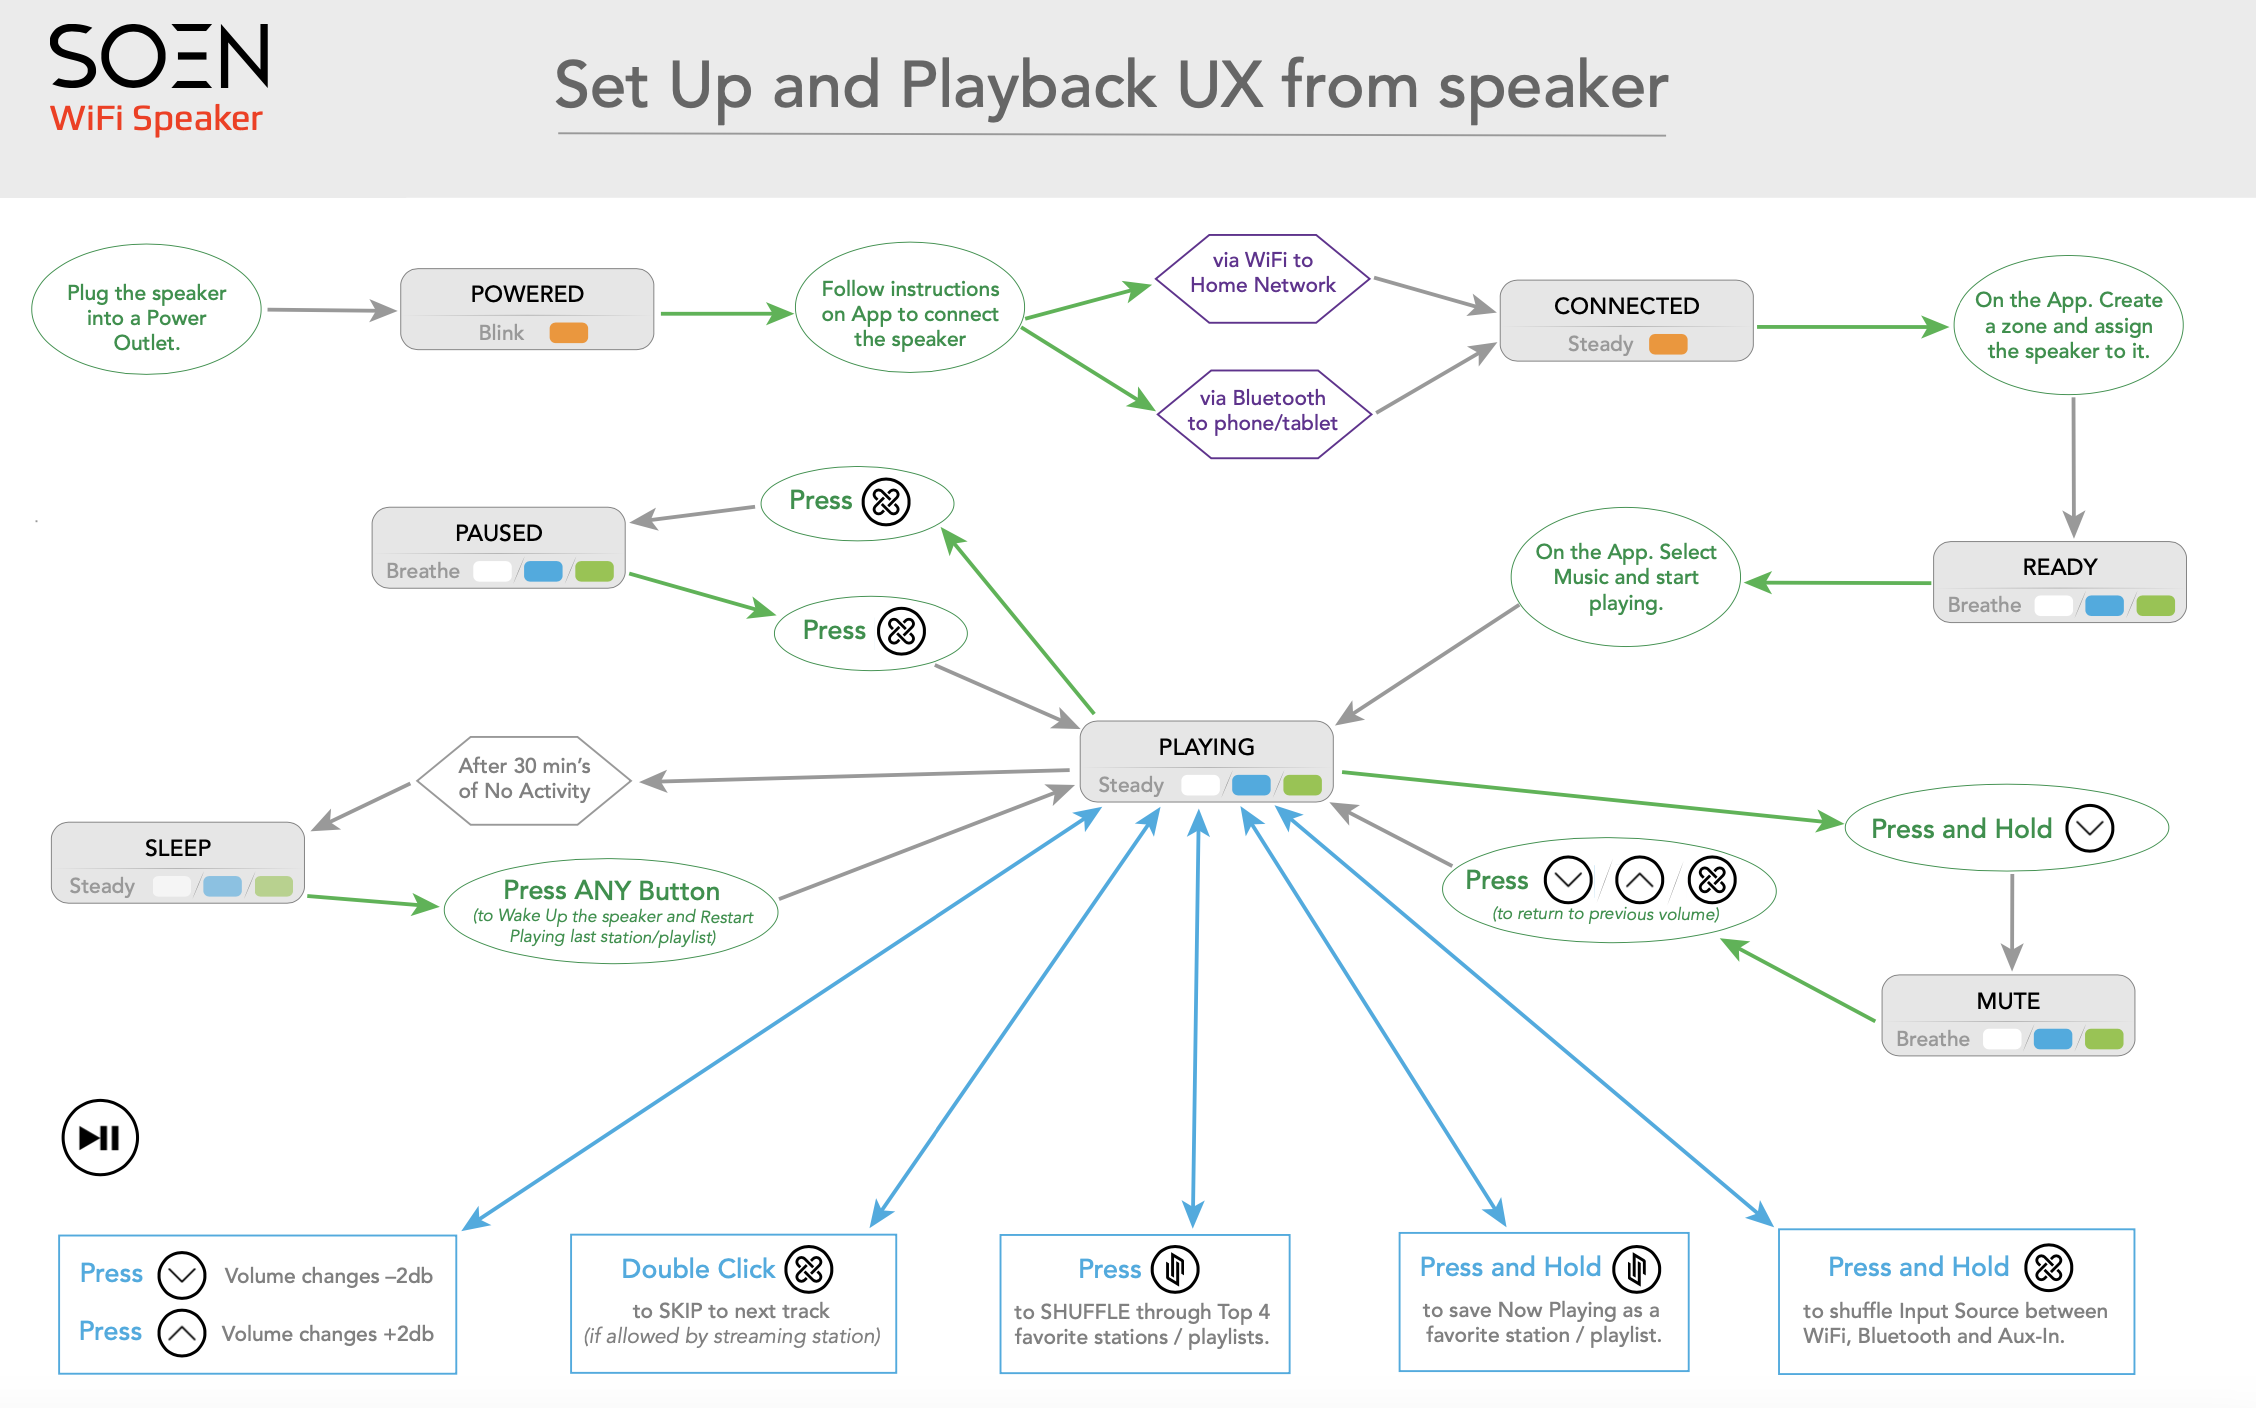 SOEN
WiFi Speaker
Set Up and Playback UX from speaker
Plug the speaker
into a Power
Outlet.
POWERED
Blink
Follow instructions
on App to connect
the speaker
via WiFi to
Home Network
via Bluetooth
to phone/tablet
CONNECTED
Steady
On the App. Create
a zone and assign
the speaker to it.
READY
Breathe
On the App. Select
Music and start
playing.
PAUSED
Breathe
Press
Press
PLAYING
Steady
After 30 min's
of No Activity
SLEEP
Steady
Press ANY Button
(to Wake Up the speaker and Restart
Playing last station/playlist)
Press and Hold
Press
(to return to previous volume)
MUTE
Breathe
Press Volume changes –2db
Press Volume changes +2db
Double Click
to SKIP to next track
(if allowed by streaming station)
Press
to SHUFFLE through Top 4
favorite stations / playlists.
Press and Hold
to save Now Playing as a
favorite station / playlist.
Press and Hold
to shuffle Input Source between
WiFi, Bluetooth and Aux-In.